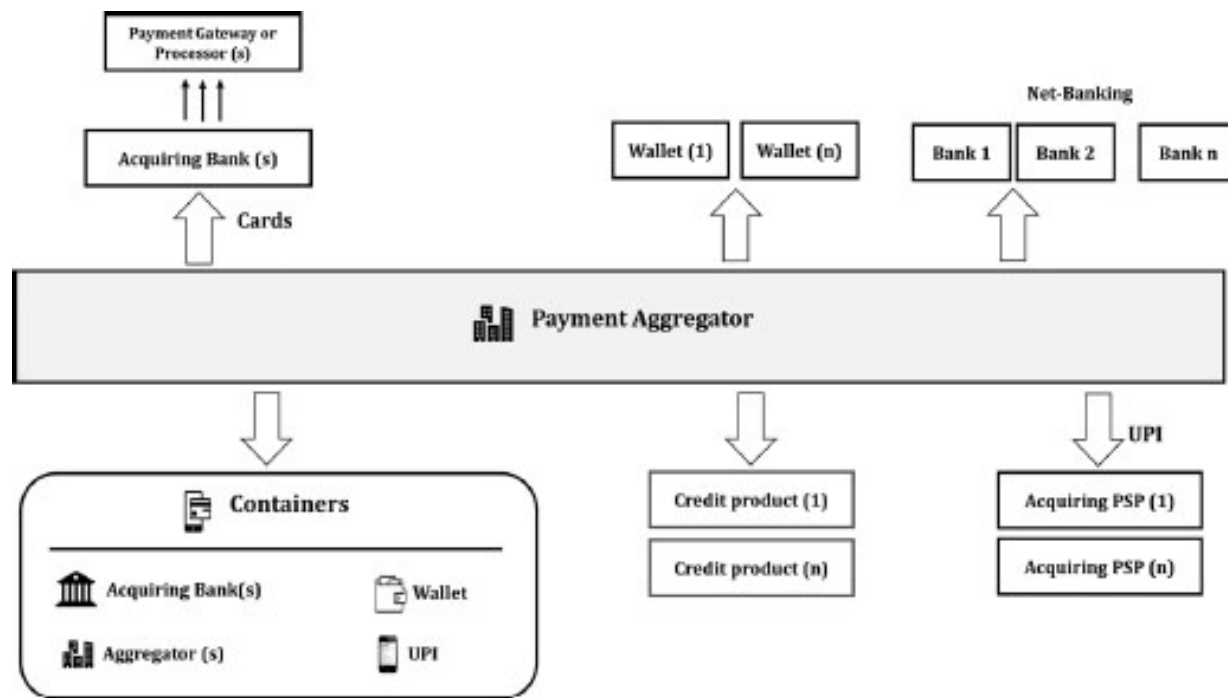 Payment Gateway or
Processor (s)
Acquiring Bank (s)
Cards
Net-Banking
Wallet (1)
Wallet (n)
Bank 1
Bank 2
Bank n
Payment Aggregator
Containers
Acquiring Bank(s)
Wallet
Aggregator (s)
UPI
Credit product (1)
Credit product (n)
UPI
Acquiring PSP (1)
Acquiring PSP (n)